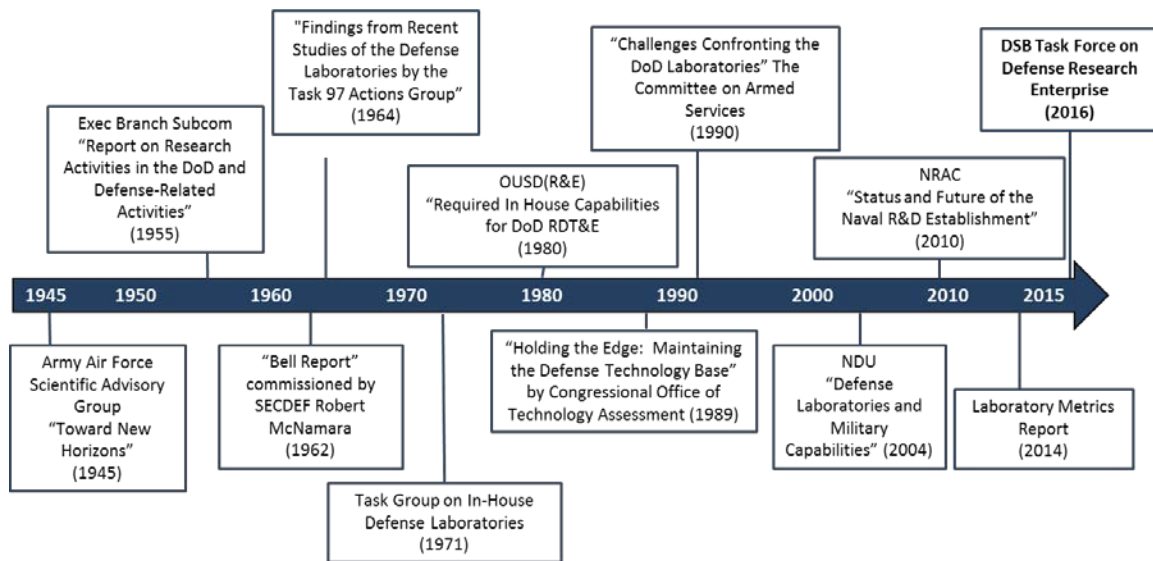 "Findings from Recent
Studies of the Defense
Laboratories by the
Task 97 Actions Group”
(1964)
“Challenges Confronting the
DoD Laboratories” The
Committee on Armed
Services
(1990)
DSB Task Force on
Defense Research
Enterprise
(2016)
Exec Branch Subcom
“Report on Research
Activities in the DoD and
Defense-Related
Activities”
(1955)
OUSD(R&E)
“Required In House Capabilities
for DoD RDT&E
(1980)
NRAC
“Status and Future of the
Naval R&D Establishment”
(2010)
1945 1950 1960 1970 1980 1990 2000 2010 2015
Army Air Force
Scientific Advisory
Group
“Toward New
Horizons”
(1945)
“Bell Report”
commissioned by
SECDEF Robert
McNamara
(1962)
Task Group on In-House
Defense Laboratories
(1971)
“Holding the Edge: Maintaining
the Defense Technology Base”
by Congressional Office of
Technology Assessment (1989)
NDU
“Defense
Laboratories and
Military
Capabilities” (2004)
Laboratory Metrics
Report
(2014)